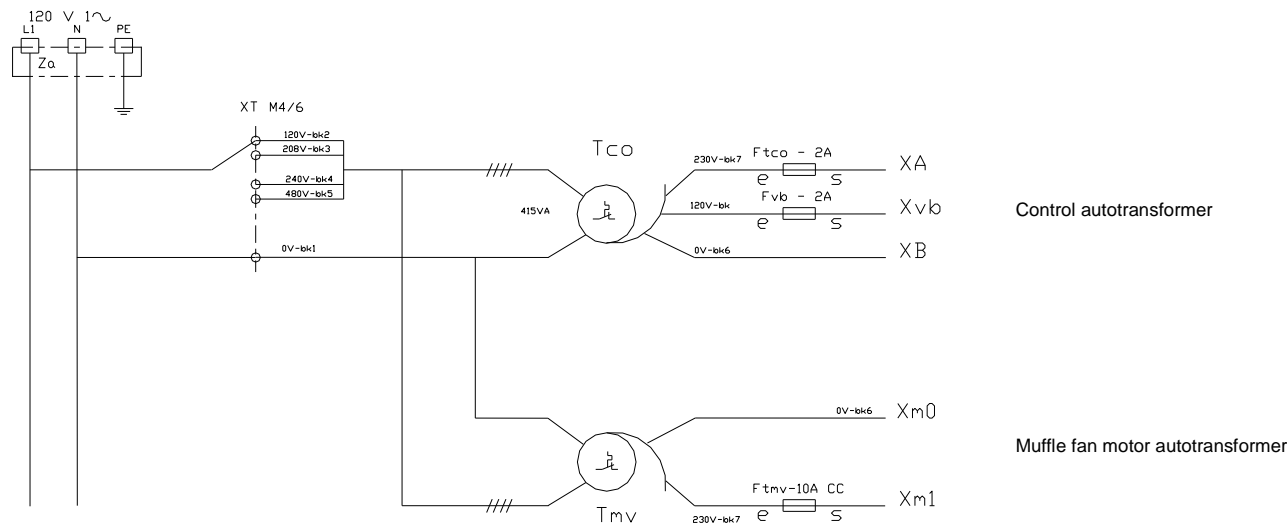 120 V 1~
L1 N PE
Za
XT M4/6
120V-bk2
208V-bk3
240V-bk4
480V-bk5
0V-bk1
415VA
Tco
230V-bk7
Ftco - 2A
e s
XA
120V-bk
Fvb - 2A
e s
Xvb
0V-bk6
XB
Control autotransformer
0V-bk6
Xm0
Muffle fan motor autotransformer
Tmv
230V-bk7
Ftmv-10A CC
e s
Xm1